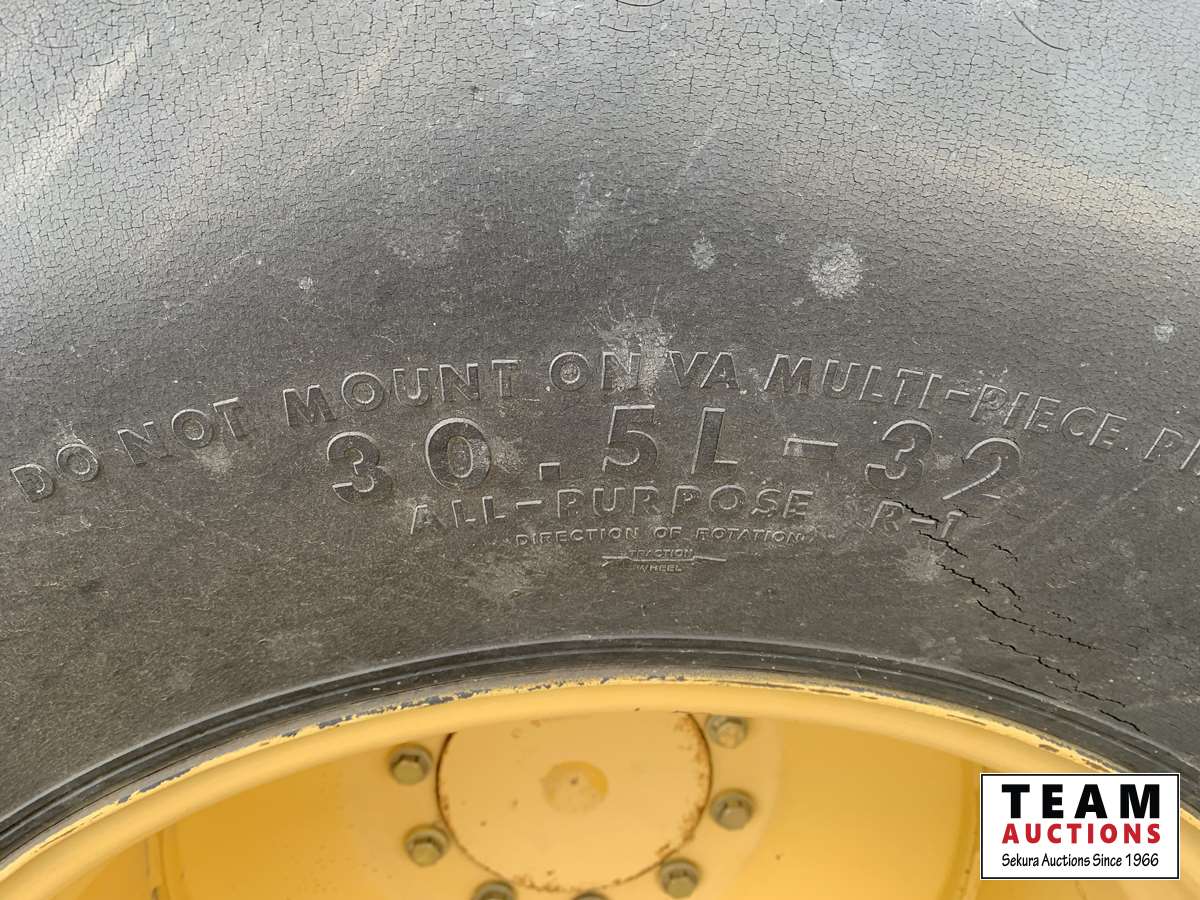 DO NOT MOUNT ON VA MULTI-PIECE
30.5L-32
ALL-PURPOSE R-1
DIRECTION OF ROTATION
TRACTION
WHEEL
TEAM
AUCTIONS
Sekura Auctions Since 1966